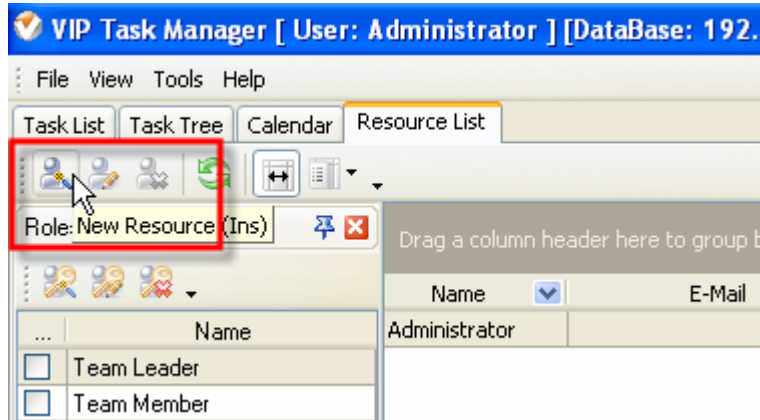 VIP Task Manager [ User: Administrator ] [DataBase: 192.
File View Tools Help
Task List Task Tree Calendar Resource List
Role: New Resource (Ins)
Drag a column header here to group b
Name E-Mail
... Name
Administrator
Team Leader
Team Member